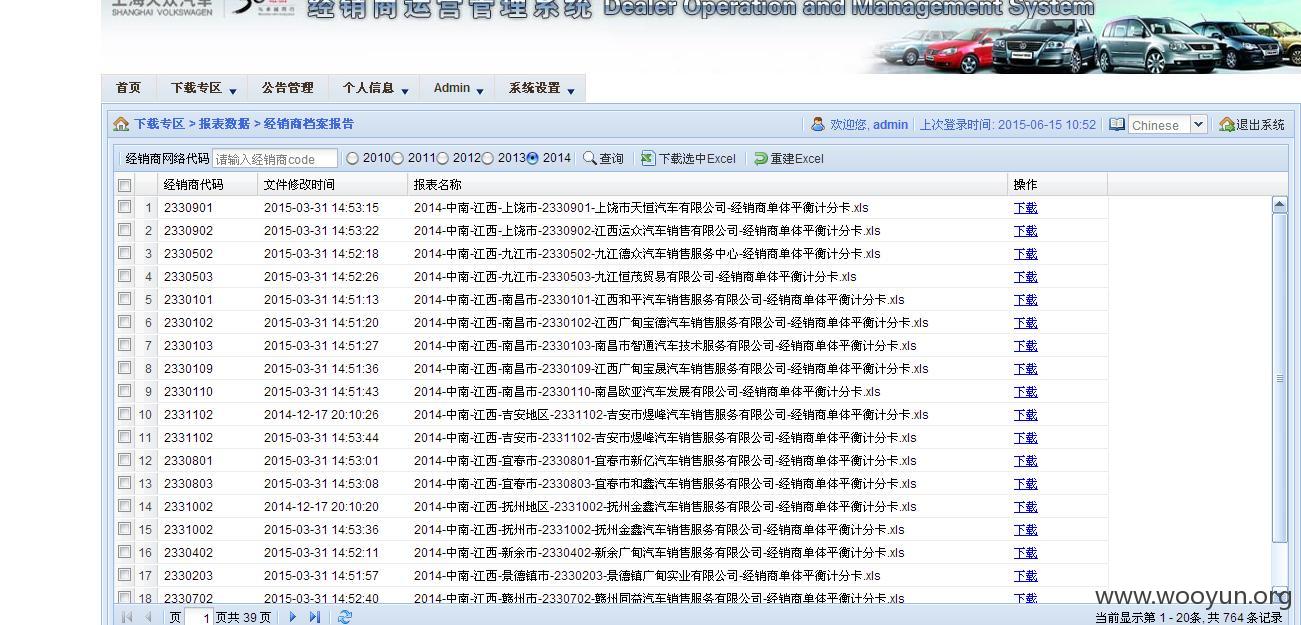 上海大众汽车
SHANGHAI VOLKSWAGEN
经销商运营管理系统 Dealer Operation and Management System
首页 下载专区 公告管理 个人信息 Admin 系统设置
下载专区 > 报表数据 > 经销商档案报告 欢迎您, admin 上次登录时间: 2015-06-15 10:52 Chinese 退出系统
经销商网络代码 请输入经销商code 2010 2011 2012 2013 2014 查询 下载选中Excel 重建Excel
经销商代码 文件修改时间 报表名称 操作
1 2330901 2015-03-31 14:53:15 2014-中南-江西-上饶市-2330901-上饶市天恒汽车有限公司-经销商单体平衡计分卡.xls 下载
2 2330902 2015-03-31 14:53:22 2014-中南-江西-上饶市-2330902-江西运众汽车销售有限公司-经销商单体平衡计分卡.xls 下载
3 2330502 2015-03-31 14:52:18 2014-中南-江西-九江市-2330502-九江德众汽车销售服务中心-经销商单体平衡计分卡.xls 下载
4 2330503 2015-03-31 14:52:26 2014-中南-江西-九江市-2330503-九江恒茂贸易有限公司-经销商单体平衡计分卡.xls 下载
5 2330101 2015-03-31 14:51:13 2014-中南-江西-南昌市-2330101-江西和平汽车销售服务有限公司-经销商单体平衡计分卡.xls 下载
6 2330102 2015-03-31 14:51:20 2014-中南-江西-南昌市-2330102-江西广甸宝德汽车销售服务有限公司-经销商单体平衡计分卡.xls 下载
7 2330103 2015-03-31 14:51:27 2014-中南-江西-南昌市-2330103-南昌市智通汽车技术服务有限公司-经销商单体平衡计分卡.xls 下载
8 2330109 2015-03-31 14:51:36 2014-中南-江西-南昌市-2330109-江西广甸宝晟汽车销售服务有限公司-经销商单体平衡计分卡.xls 下载
9 2330110 2015-03-31 14:51:43 2014-中南-江西-南昌市-2330110-南昌欧亚汽车发展有限公司-经销商单体平衡计分卡.xls 下载
10 2331102 2014-12-17 20:10:26 2014-中南-江西-吉安地区-2331102-吉安市煜峰汽车销售服务有限公司-经销商单体平衡计分卡.xls 下载
11 2331102 2015-03-31 14:53:44 2014-中南-江西-吉安市-2331102-吉安市煜峰汽车销售服务有限公司-经销商单体平衡计分卡.xls 下载
12 2330801 2015-03-31 14:53:01 2014-中南-江西-宜春市-2330801-宜春市新亿汽车销售服务有限公司-经销商单体平衡计分卡.xls 下载
13 2330803 2015-03-31 14:53:08 2014-中南-江西-宜春市-2330803-宜春市和鑫汽车销售服务有限公司-经销商单体平衡计分卡.xls 下载
14 2331002 2014-12-17 20:10:20 2014-中南-江西-抚州地区-2331002-抚州金鑫汽车销售服务有限公司-经销商单体平衡计分卡.xls 下载
15 2331002 2015-03-31 14:53:36 2014-中南-江西-抚州市-2331002-抚州金鑫汽车销售服务有限公司-经销商单体平衡计分卡.xls 下载
16 2330402 2015-03-31 14:52:11 2014-中南-江西-新余市-2330402-新余广甸汽车销售服务有限公司-经销商单体平衡计分卡.xls 下载
17 2330203 2015-03-31 14:51:57 2014-中南-江西-景德镇市-2330203-景德镇广甸实业有限公司-经销商单体平衡计分卡.xls 下载
18 2330702 2015-03-31 14:52:40 2014-中南-江西-赣州市-2330702-赣州同益汽车销售服务有限公司-经销商单体平衡计分卡.xls 下载
www.wooyun.org
页 1 页共 39 页 当前显示第 1 - 20条, 共 764 条记录